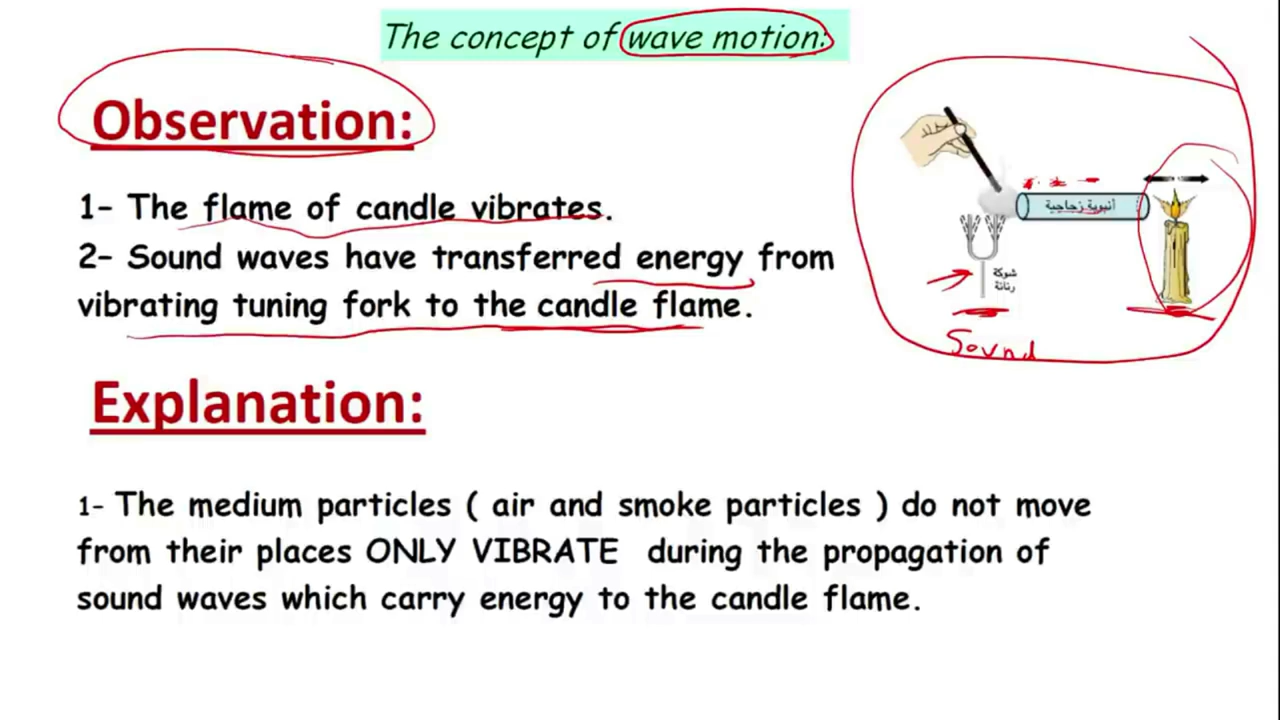 The concept of wave motion:
Observation:
1- The flame of candle vibrates.
2- Sound waves have transferred energy from
vibrating tuning fork to the candle flame.
أنبوبة زجاجية
شوكة
رنانة
Sound
Explanation:
1- The medium particles ( air and smoke particles ) do not move
from their places ONLY VIBRATE during the propagation of
sound waves which carry energy to the candle flame.